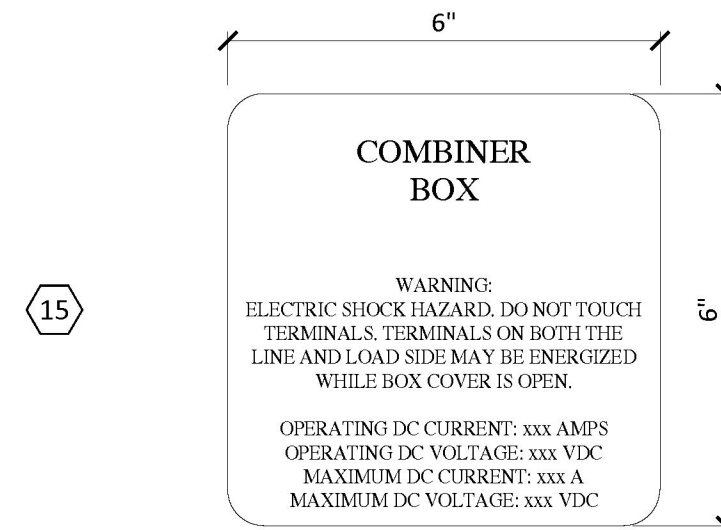 6"
COMBINER
BOX
WARNING:
ELECTRIC SHOCK HAZARD. DO NOT TOUCH
TERMINALS. TERMINALS ON BOTH THE
LINE AND LOAD SIDE MAY BE ENERGIZED
WHILE BOX COVER IS OPEN.
OPERATING DC CURRENT: xxx AMPS
OPERATING DC VOLTAGE: xxx VDC
MAXIMUM DC CURRENT: xxx A
MAXIMUM DC VOLTAGE: xxx VDC
15
6"